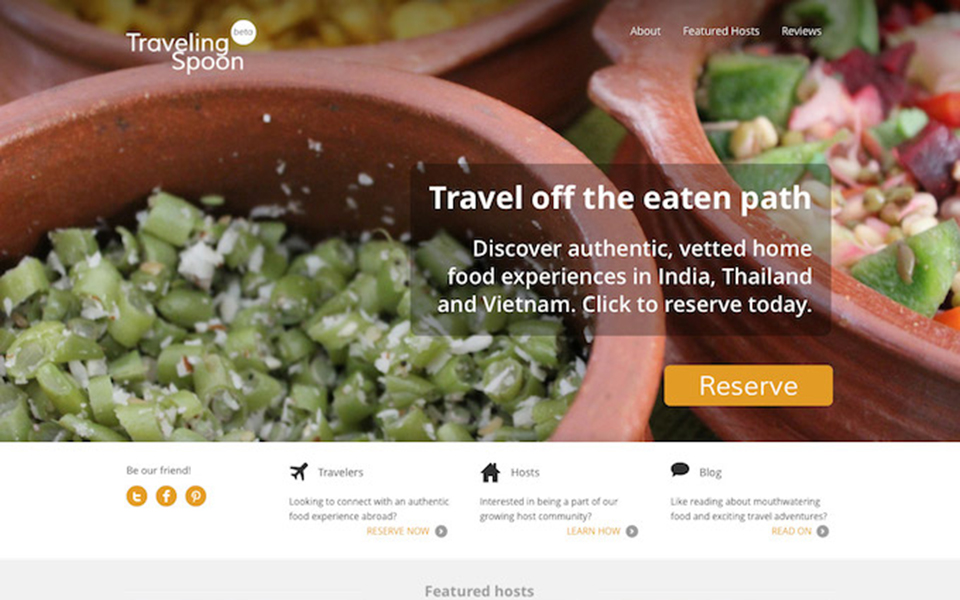 Traveling
Spoon
beta
About
Featured Hosts
Reviews
Travel off the eaten path
Discover authentic, vetted home
food experiences in India, Thailand
and Vietnam. Click to reserve today.
Reserve
Be our friend!
Travelers
Looking to connect with an authentic
food experience abroad?
RESERVE NOW
Hosts
Interested in being a part of our
growing host community?
LEARN HOW
Blog
Like reading about mouthwatering
food and exciting travel adventures?
READ ON
Featured hosts